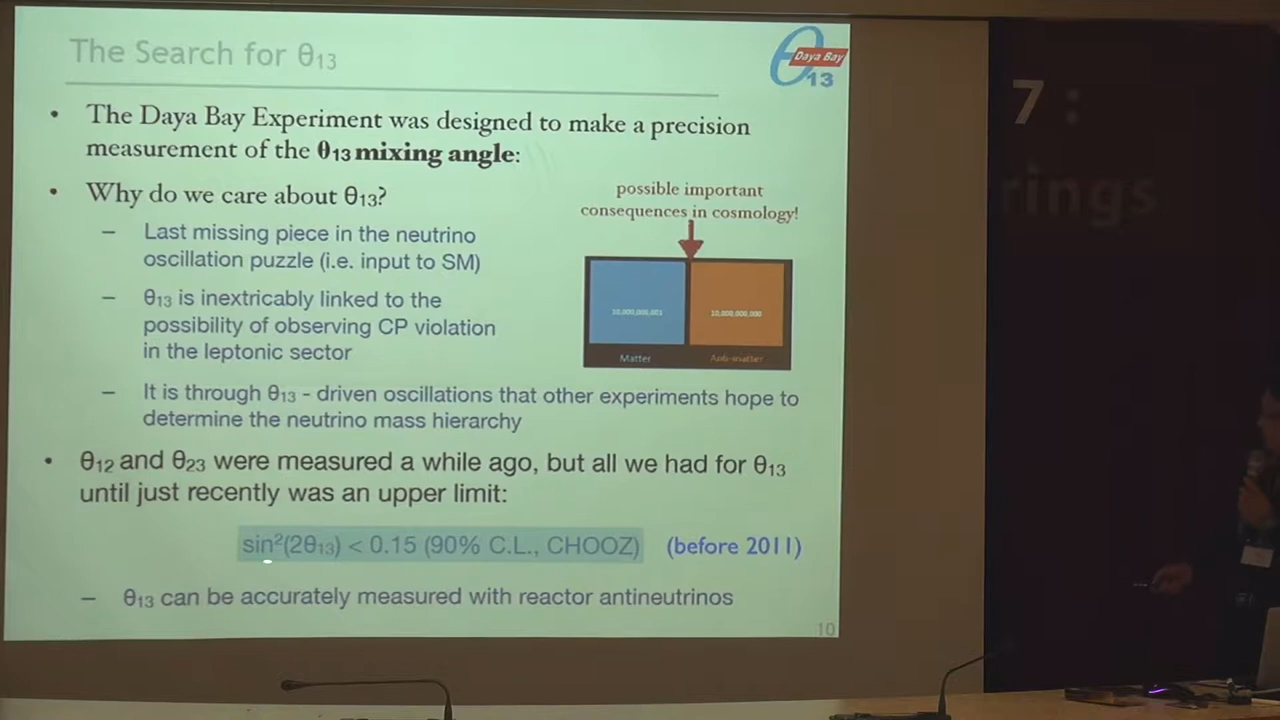 The Search for θ13
Daya Bay
13
7 :
rings
• The Daya Bay Experiment was designed to make a precision
measurement of the θ13 mixing angle:
• Why do we care about θ13?
– Last missing piece in the neutrino
oscillation puzzle (i.e. input to SM)
– θ13 is inextricably linked to the
possibility of observing CP violation
in the leptonic sector
possible important
consequences in cosmology!
10,000,000,001
10,000,000,000
Matter
Anti-matter
– It is through θ13 - driven oscillations that other experiments hope to
determine the neutrino mass hierarchy
• θ12 and θ23 were measured a while ago, but all we had for θ13
until just recently was an upper limit:
sin²(2θ13) < 0.15 (90% C.L., CHOOZ) (before 2011)
– θ13 can be accurately measured with reactor antineutrinos
10